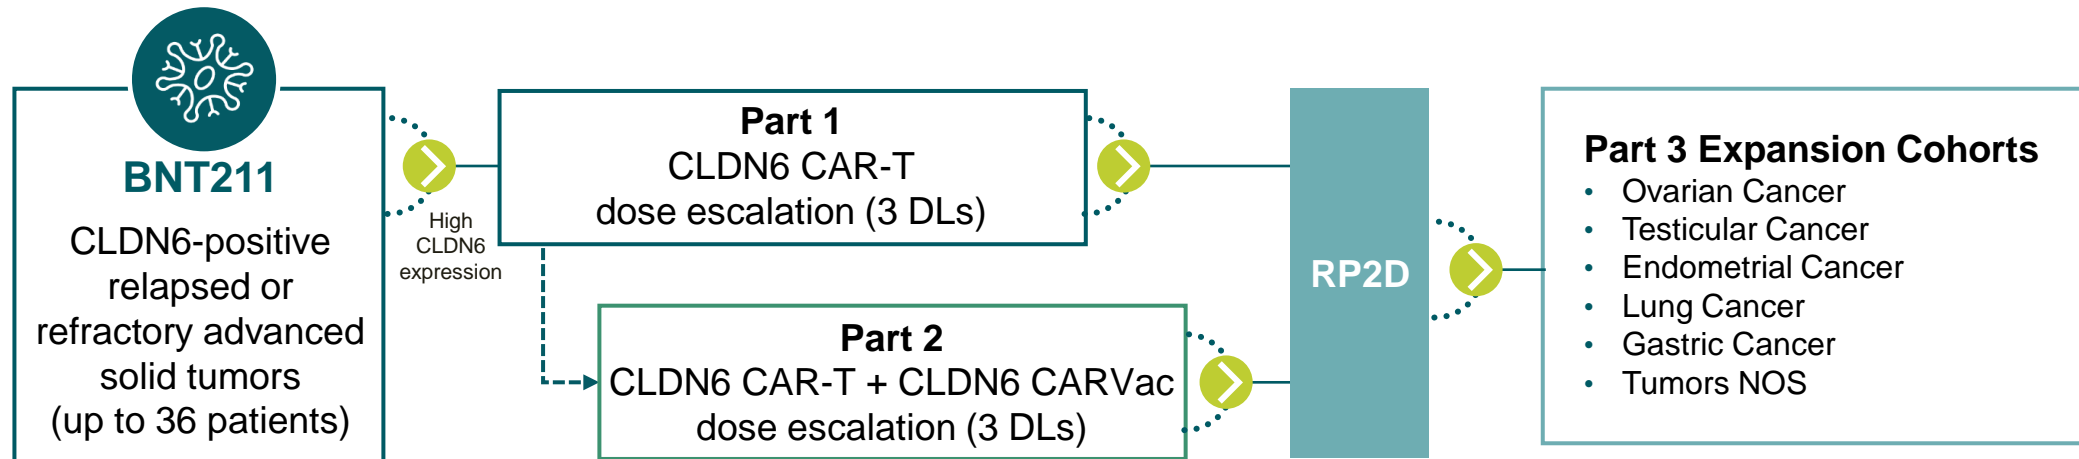 BNT211
CLDN6-positive
relapsed or
refractory advanced
solid tumors
(up to 36 patients)
High
CLDN6
expression
Part 1
CLDN6 CAR-T
dose escalation (3 DLs)
Part 2
CLDN6 CAR-T + CLDN6 CARVac
dose escalation (3 DLs)
RP2D
Part 3 Expansion Cohorts
• Ovarian Cancer
• Testicular Cancer
• Endometrial Cancer
• Lung Cancer
• Gastric Cancer
• Tumors NOS